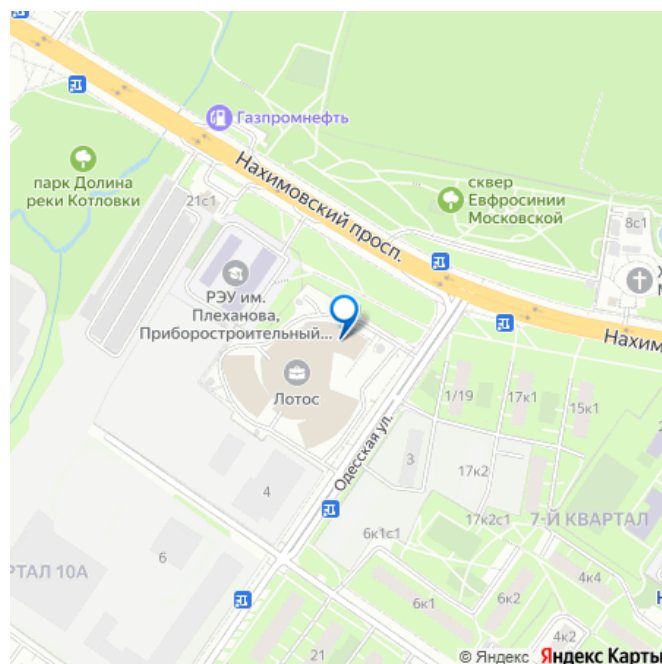 Газпромнефть
парк Долина
реки Котловки
21с1
Нахимовский просп.
сквер
Евфросинии
Московской
8с1
РЭУ им.
Плеханова,
Приборостроительный...
Лотос
Одесская ул.
1/19
17к1
15к1
3
17к2
4
17к2с1
7-Й КВАРТАЛ
6к1с1
6
РТАЛ 10А
4к4
6к1
6к2
4к2
21
© Яндекс Яндекс Карты